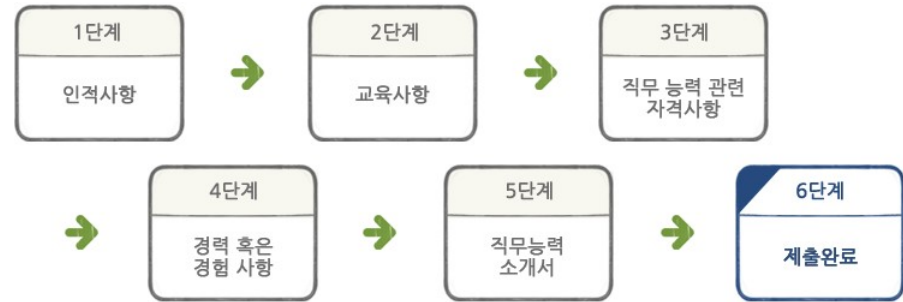 1단계
인적사항
2단계
교육사항
3단계
직무 능력 관련
자격사항
4단계
경력 혹은
경험 사항
5단계
직무능력
소개서
6단계
제출완료